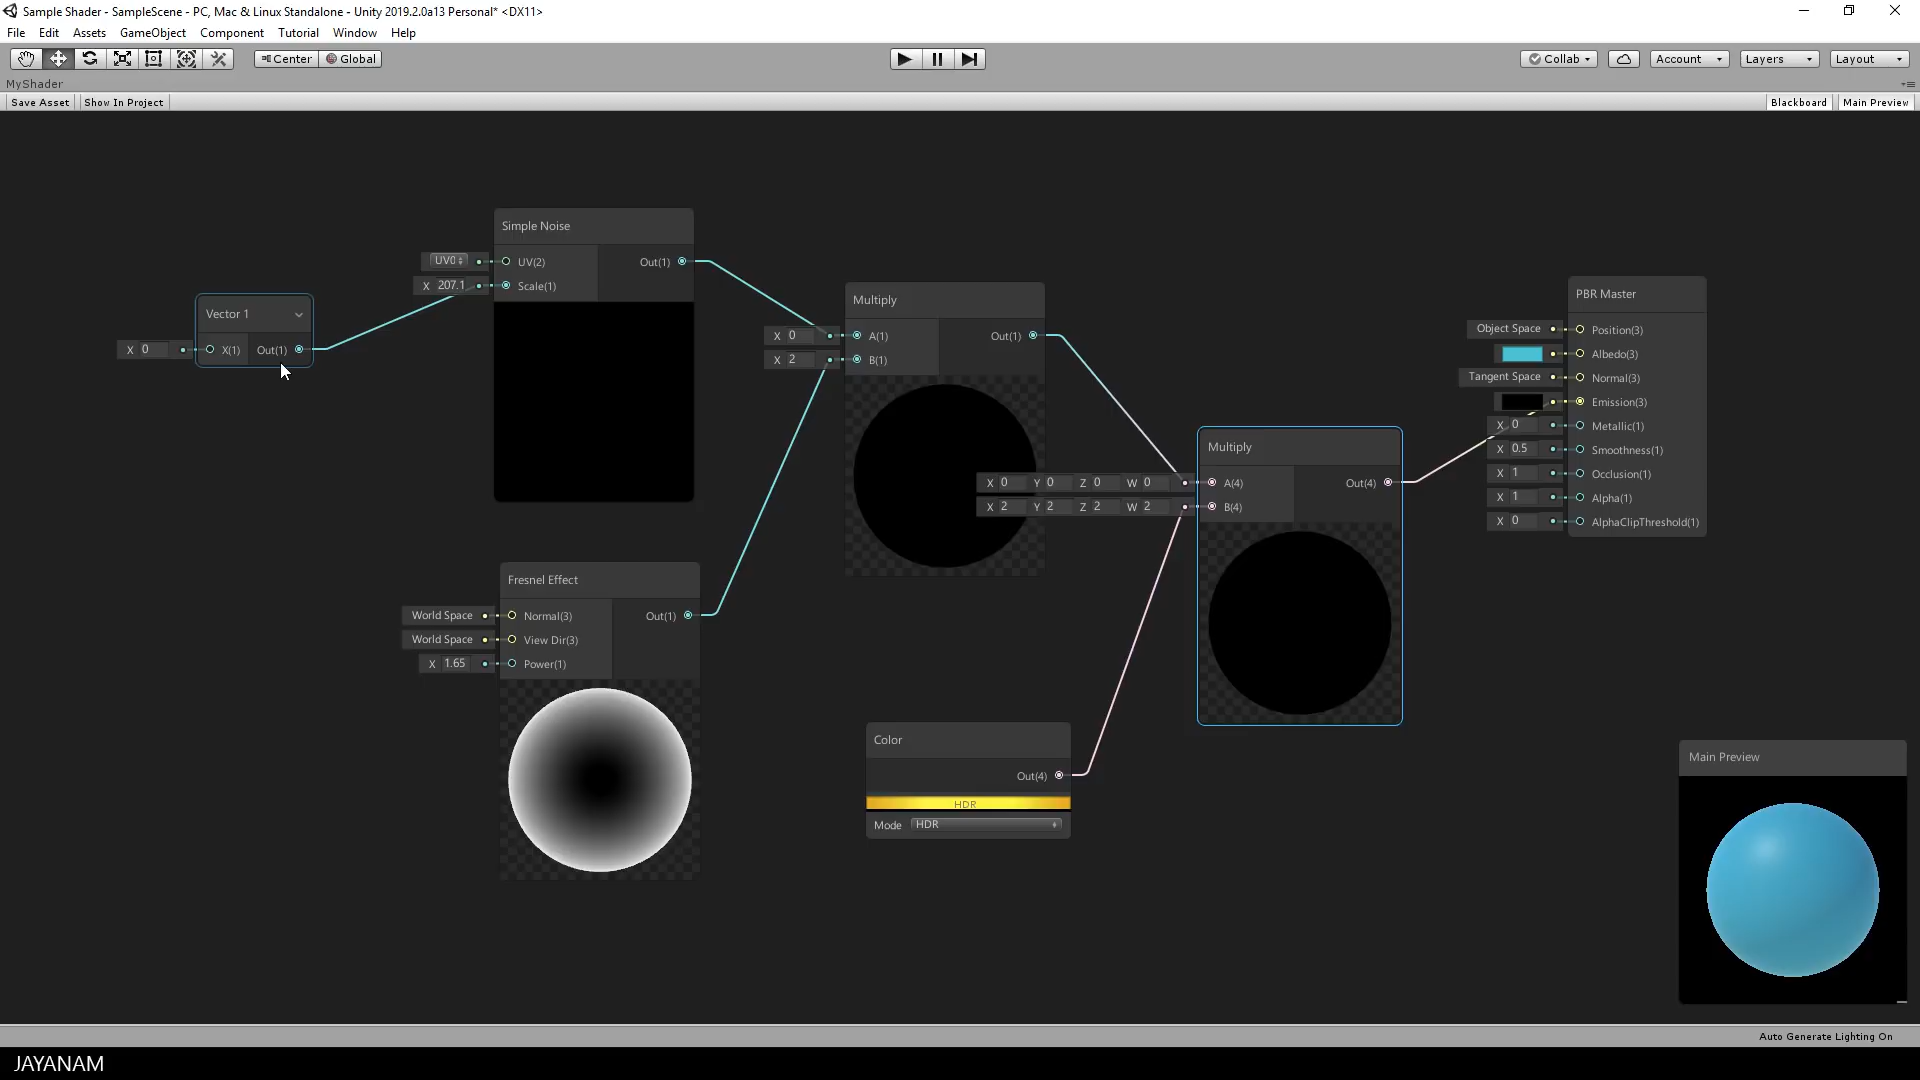 Sample Shader - SampleScene - PC, Mac & Linux Standalone - Unity 2019.2.0a13 Personal* <DX11>
File Edit Assets GameObject Component Tutorial Window Help
Center Global Collab Account Layers Layout
MyShader
Save Asset Show In Project Blackboard Main Preview
Vector 1
X 0 X(1) Out(1)
Simple Noise
UV0 UV(2) Out(1)
X 207.1 Scale(1)
Multiply
X 0 A(1) Out(1)
X 2 B(1)
Fresnel Effect
World Space Normal(3) Out(1)
World Space View Dir(3)
X 1.65 Power(1)
Multiply
X 0 Y 0 Z 0 W 0 A(4) Out(4)
X 2 Y 2 Z 2 W 2 B(4)
Color
Out(4)
HDR
Mode HDR
PBR Master
Object Space Position(3)
Albedo(3)
Tangent Space Normal(3)
Emission(3)
X 0 Metallic(1)
X 0.5 Smoothness(1)
X 1 Occlusion(1)
X 1 Alpha(1)
X 0 AlphaClipThreshold(1)
Main Preview
Auto Generate Lighting On
JAYANAM